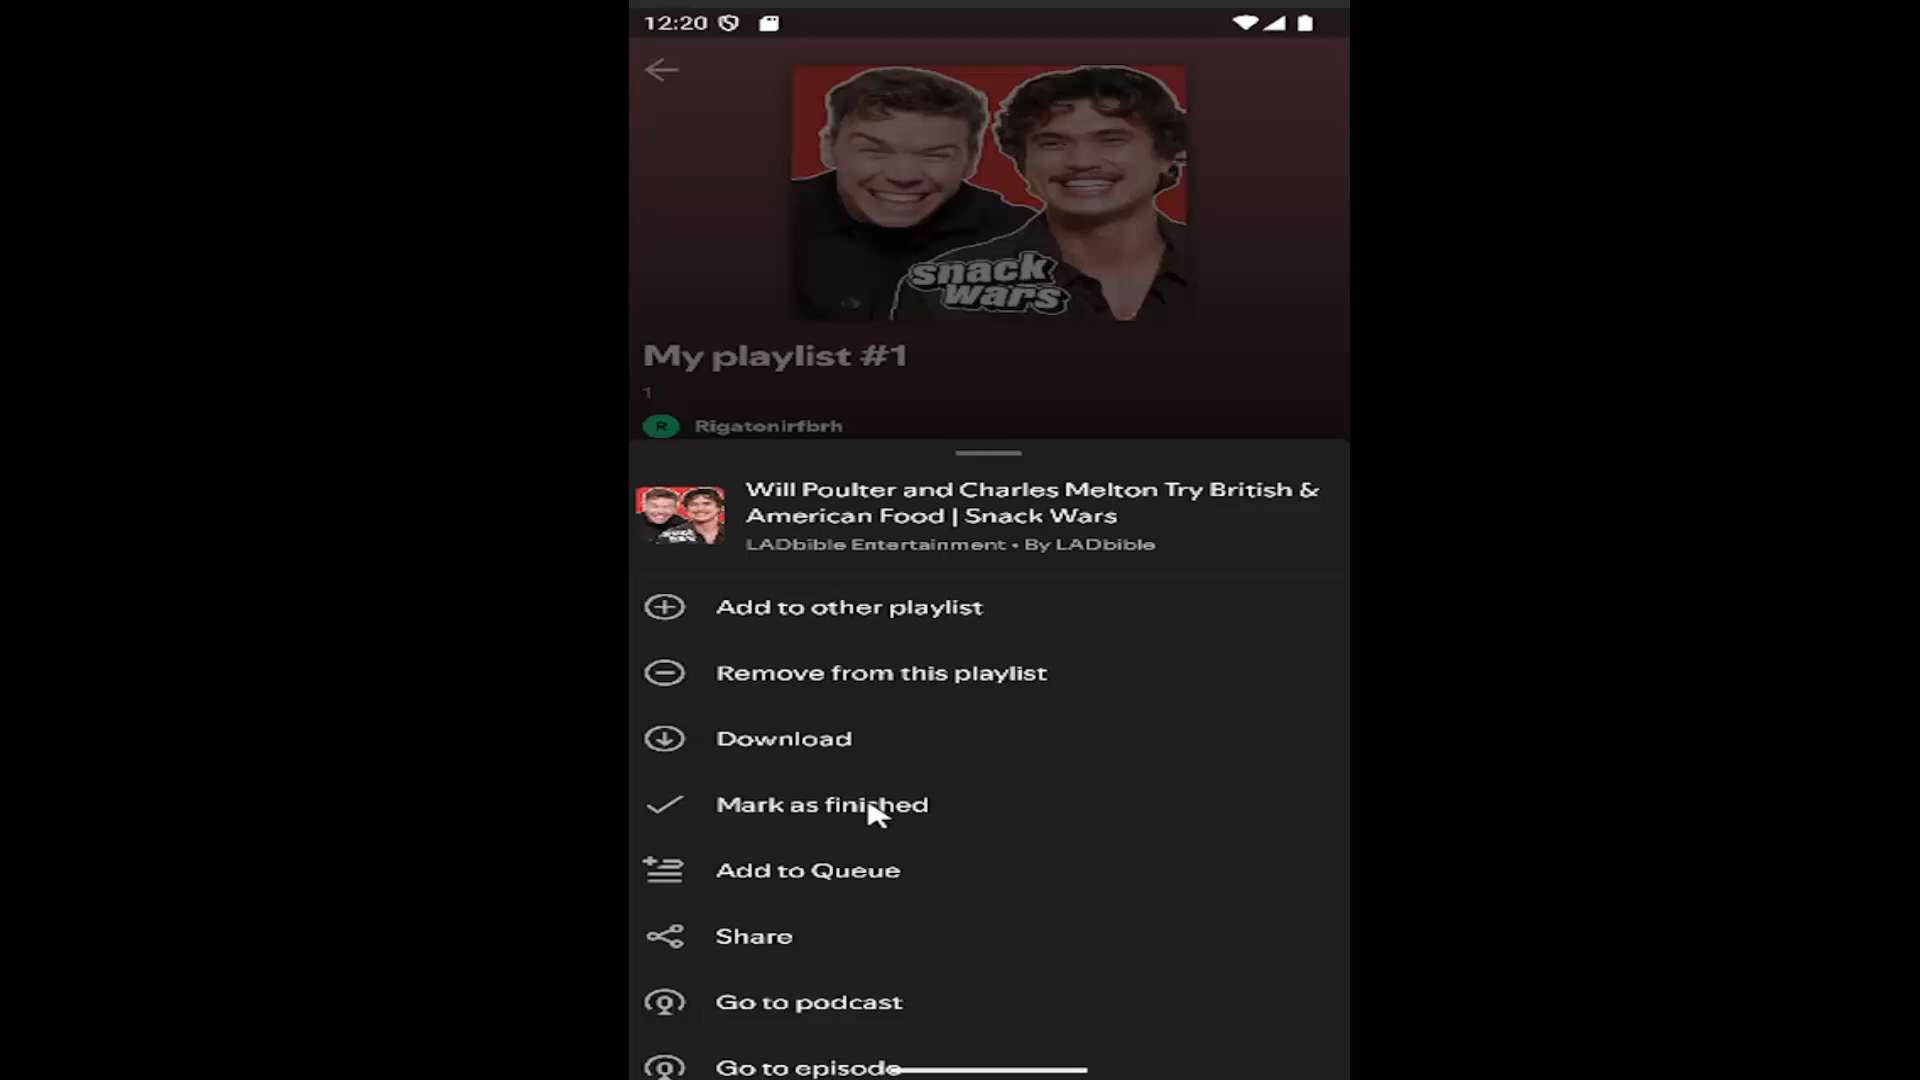 12:20
snack
wars
My playlist #1
1
R Rigatonirfbrh
Will Poulter and Charles Melton Try British &
American Food | Snack Wars
LADbible Entertainment • By LADbible
Add to other playlist
Remove from this playlist
Download
Mark as finished
Add to Queue
Share
Go to podcast
Go to episode